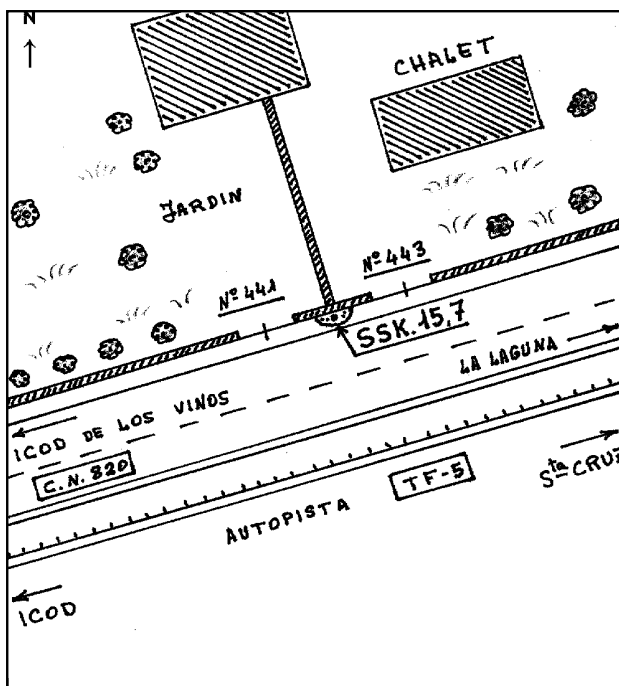 N
CHALET
JARDIN
Nº 443
Nº 441
SSK.15,7
LA LAGUNA
ICOD DE LOS VINOS
C.N. 820
TF-5
Sta CRUZ
AUTOPISTA
ICOD